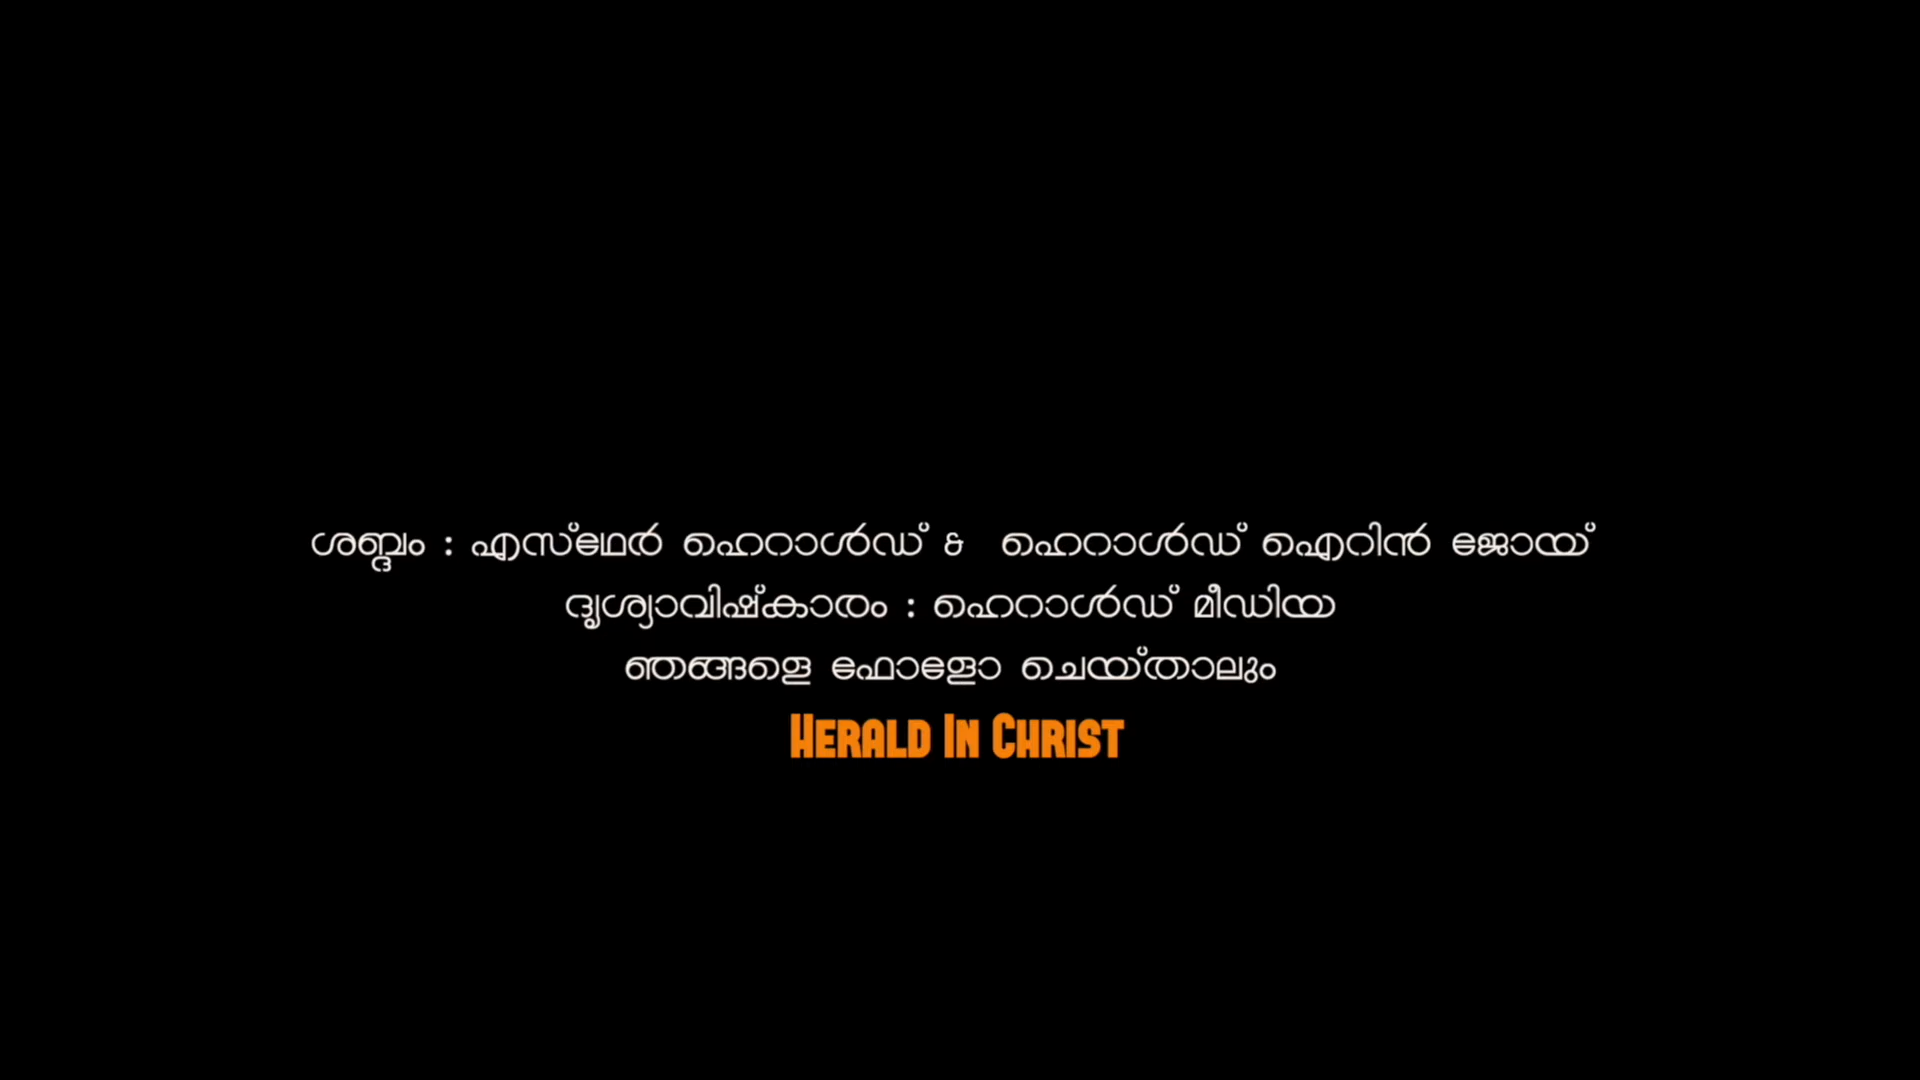 ശബ്ദം : എസ്ഥേർ ഹെറാൾഡ് & ഹെറാൾഡ് ഐറിൻ ജോയ്
ദൃശ്യാവിഷ്കാരം : ഹെറാൾഡ് മീഡിയ
ഞങ്ങളെ ഫോളോ ചെയ്താലും
HERALD IN CHRIST